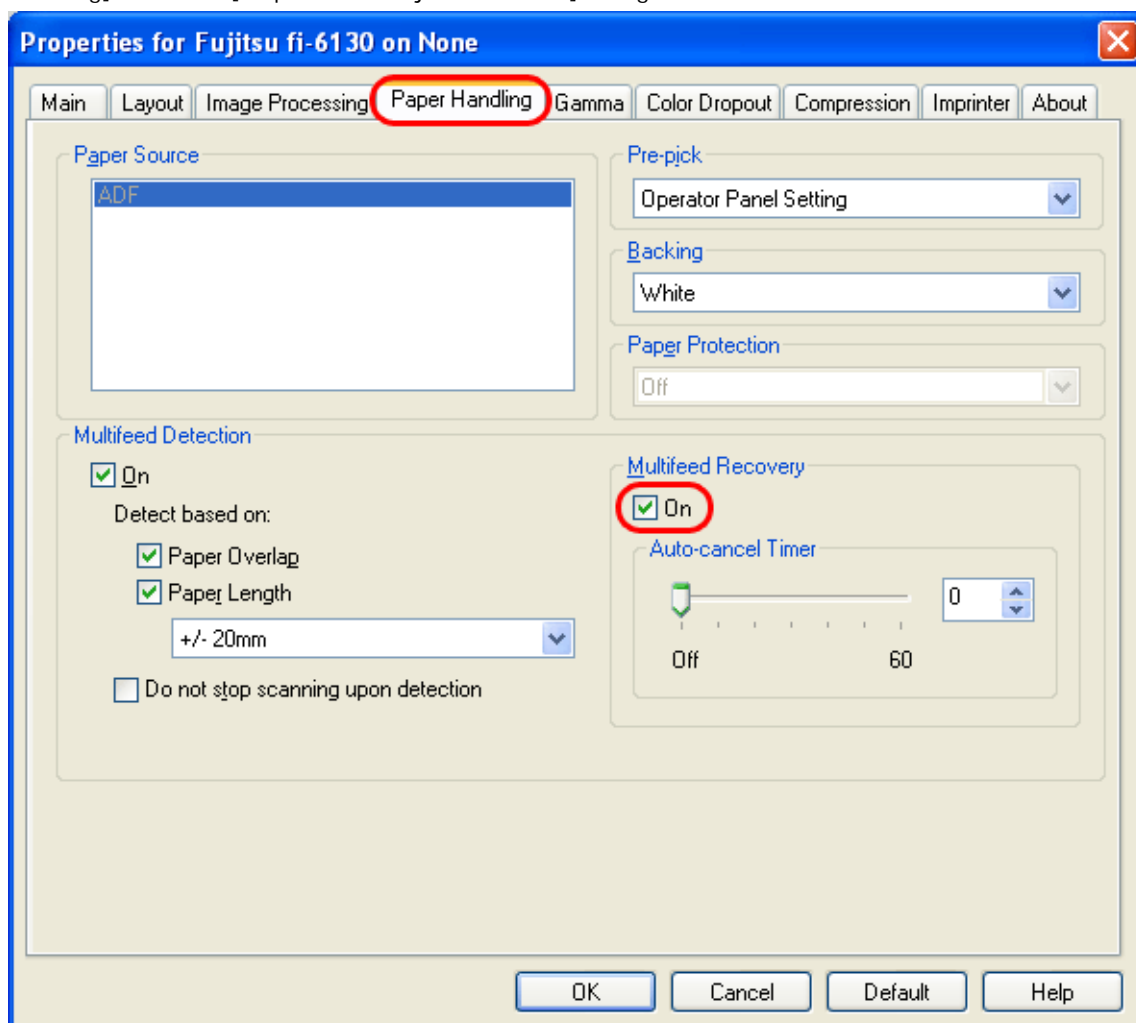 Properties for Fujitsu fi-6130 on None
Main Layout Image Processing Paper Handling Gamma Color Dropout Compression Imprinter About
Paper Source
ADF
Pre-pick
Operator Panel Setting
Backing
White
Paper Protection
Off
Multifeed Detection
On
Detect based on:
Paper Overlap
Paper Length
+/- 20mm
Do not stop scanning upon detection
Multifeed Recovery
On
Auto-cancel Timer
0
Off 60
OK Cancel Default Help